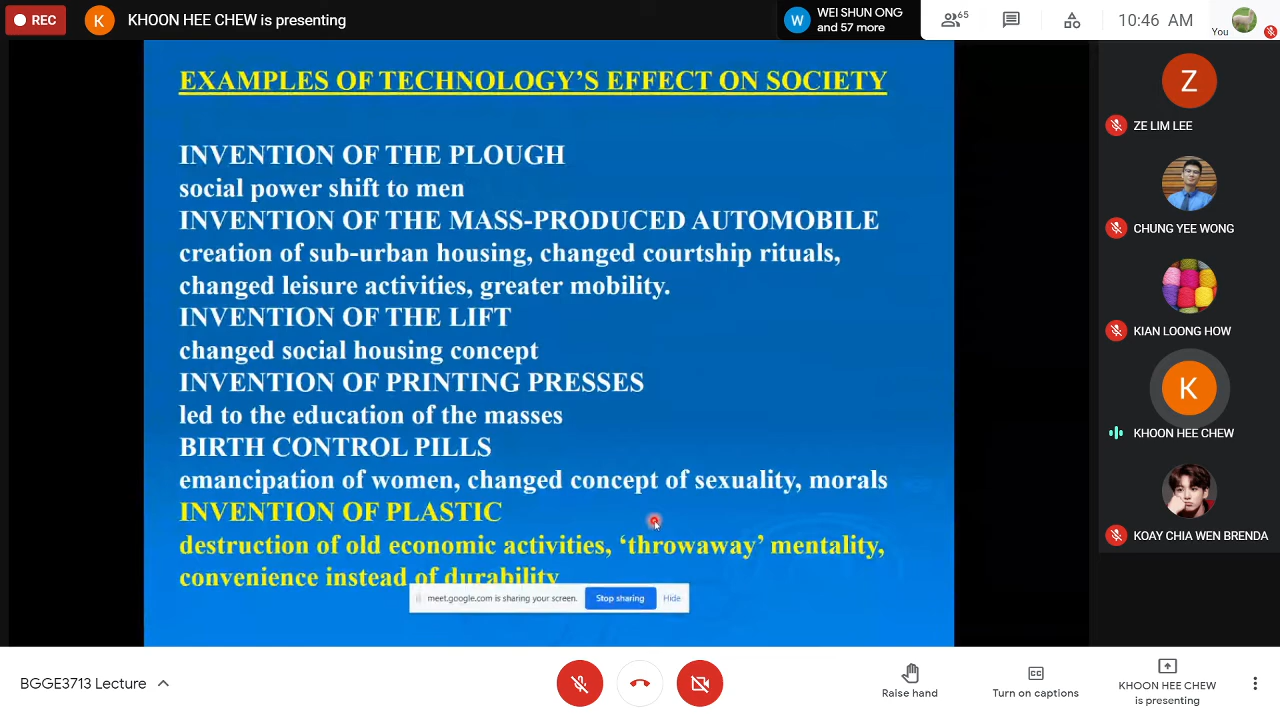 REC
K
KHOON HEE CHEW is presenting
W
WEI SHUN ONG
and 57 more
65
10:46 AM
You
EXAMPLES OF TECHNOLOGY’S EFFECT ON SOCIETY
INVENTION OF THE PLOUGH
social power shift to men
INVENTION OF THE MASS-PRODUCED AUTOMOBILE
creation of sub-urban housing, changed courtship rituals,
changed leisure activities, greater mobility.
INVENTION OF THE LIFT
changed social housing concept
INVENTION OF PRINTING PRESSES
led to the education of the masses
BIRTH CONTROL PILLS
emancipation of women, changed concept of sexuality, morals
INVENTION OF PLASTIC
destruction of old economic activities, ‘throwaway’ mentality,
convenience instead of durability
meet.google.com is sharing your screen.
Stop sharing
Hide
Z
ZE LIM LEE
CHUNG YEE WONG
KIAN LOONG HOW
K
KHOON HEE CHEW
KOAY CHIA WEN BRENDA
BGGE3713 Lecture
Raise hand
CC
Turn on captions
KHOON HEE CHEW
is presenting